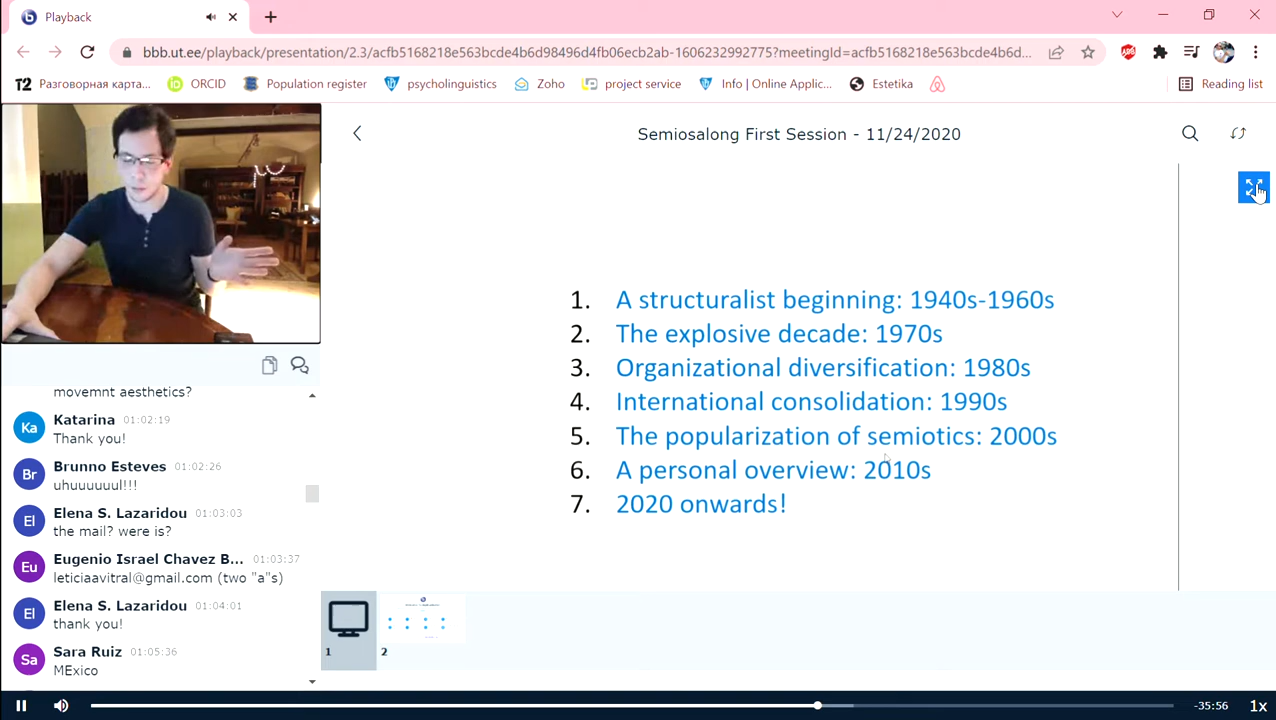 Playback
bbb.ut.ee/playback/presentation/2.3/acfb5168218e563bcde4b6d98496d4fb06ecb2ab-1606232992775?meetingId=acfb5168218e563bcde4b6d...
ABP
T2 Разговорная карта... ORCID Population register psycholinguistics Zoho project service Info | Online Applic... Estetika Reading list
Semiosalong First Session - 11/24/2020
1. A structuralist beginning: 1940s-1960s
2. The explosive decade: 1970s
3. Organizational diversification: 1980s
4. International consolidation: 1990s
5. The popularization of semiotics: 2000s
6. A personal overview: 2010s
7. 2020 onwards!
movemnt aesthetics?
Ka Katarina 01:02:19
Thank you!
Br Brunno Esteves 01:02:26
uhuuuuuul!!!
El Elena S. Lazaridou 01:03:03
the mail? were is?
Eu Eugenio Israel Chavez B... 01:03:37
leticiaavitral@gmail.com (two "a"s)
El Elena S. Lazaridou 01:04:01
thank you!
Sa Sara Ruiz 01:05:36
MExico
1 2
-35:56 1x